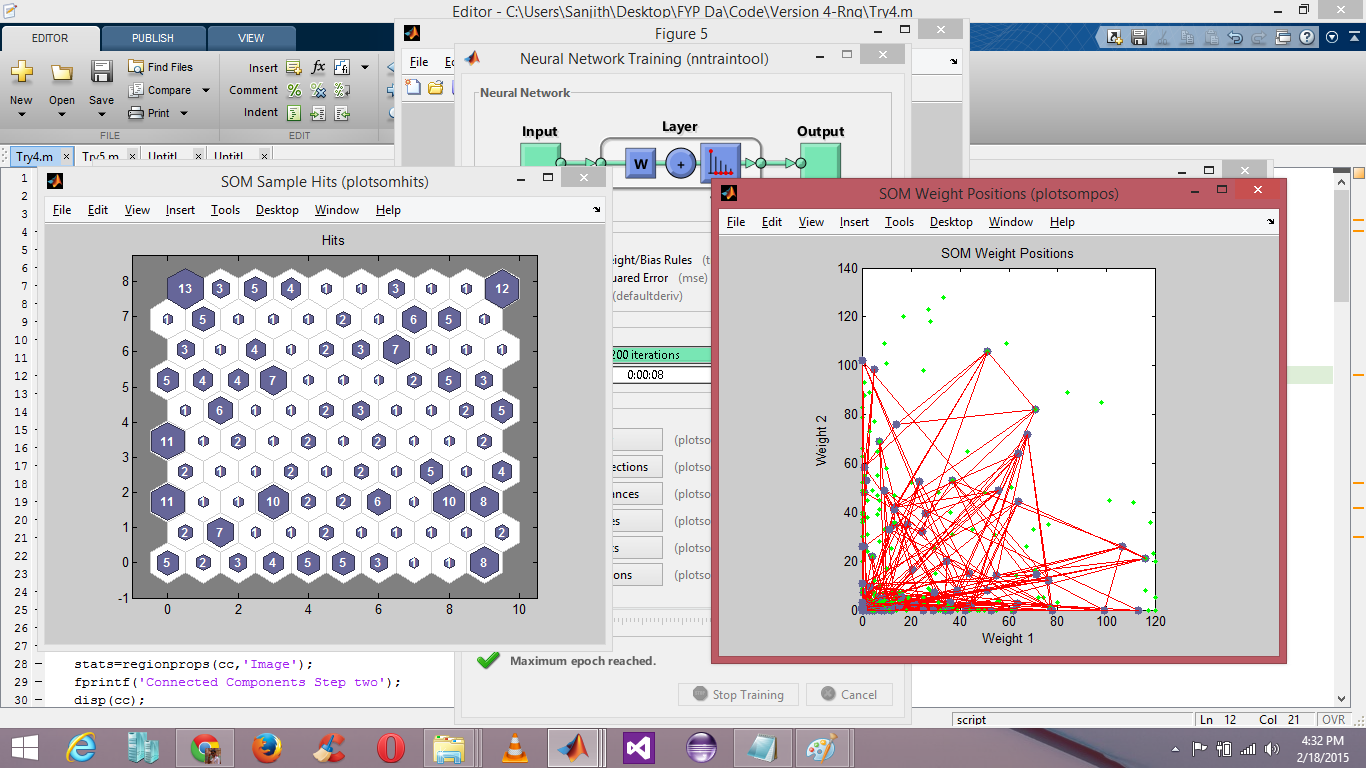 Editor - C:\Users\Sanjith\Desktop\FYP Da\Code\Version 4-Rng\Try4.m
EDITOR PUBLISH VIEW
Figure 5
File
Neural Network Training (nntraintool)
New Open Save
Find Files
Compare
Print
Insert
Comment
Indent
FILE EDIT
Neural Network
Input Layer Output
W +
Try4.m Try5.m Untitl... Untitl...
SOM Sample Hits (plotsomhits)
File Edit View Insert Tools Desktop Window Help
Hits
8 13 3 5 4 1 1 3 1 1 12
7 1 5 1 1 1 2 1 6 5 1
6 3 1 4 1 2 3 7 1 1 1
5 5 4 4 7 1 1 1 2 5 3
4 1 6 1 1 2 3 1 1 2 5
3 11 1 2 1 2 1 2 1 1 2
2 1 1 2 1 2 1 5 1 4
2 11 1 1 10 2 2 6 1 10 8
1 2 7 1 1 1 1 1 1 1 2
0 5 2 3 4 5 5 3 1 1 8
-1
0 2 4 6 8 10
SOM Weight Positions (plotsompos)
File Edit View Insert Tools Desktop Window Help
SOM Weight Positions
140
120
100
80
60
40
20
0
Weight 2
0 20 40 60 80 100 120
Weight 1
ight/Bias Rules
uared Error (mse)
(defaultderiv)
200 iterations
0:00:08
(plotso
ections (plotso
nces (plotso
es (plotso
ts (plotso
ons (plotso
Maximum epoch reached.
Stop Training Cancel
1
2
3
4
5
6
7
8
9
10
11
12
13
14
15
16
17
18
19
20
21
22
23
24
25
26
27
28 stats=regionprops(cc,'Image');
29 fprintf('Connected Components Step two');
30 disp(cc);
script Ln 12 Col 21 OVR
4:32 PM
2/18/2015